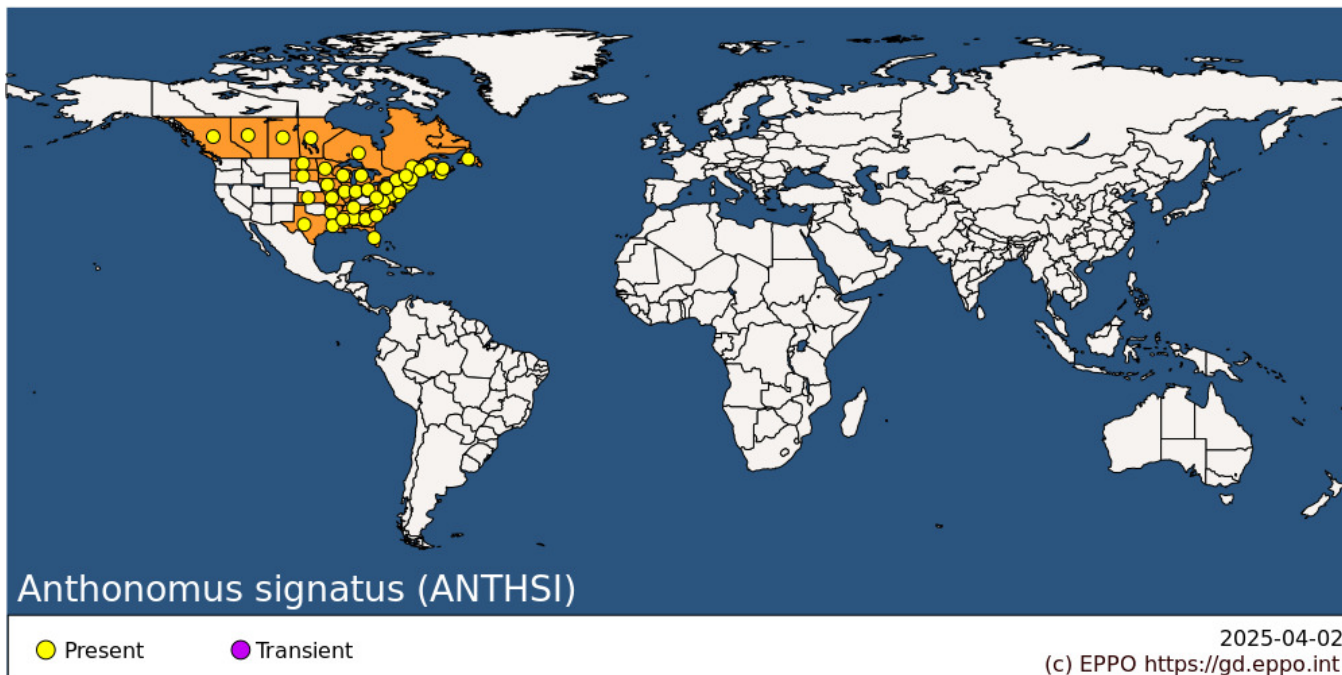 Anthonomus signatus (ANTHSI)
Present
Transient
2025-04-02
(c) EPPO https://gd.eppo.int